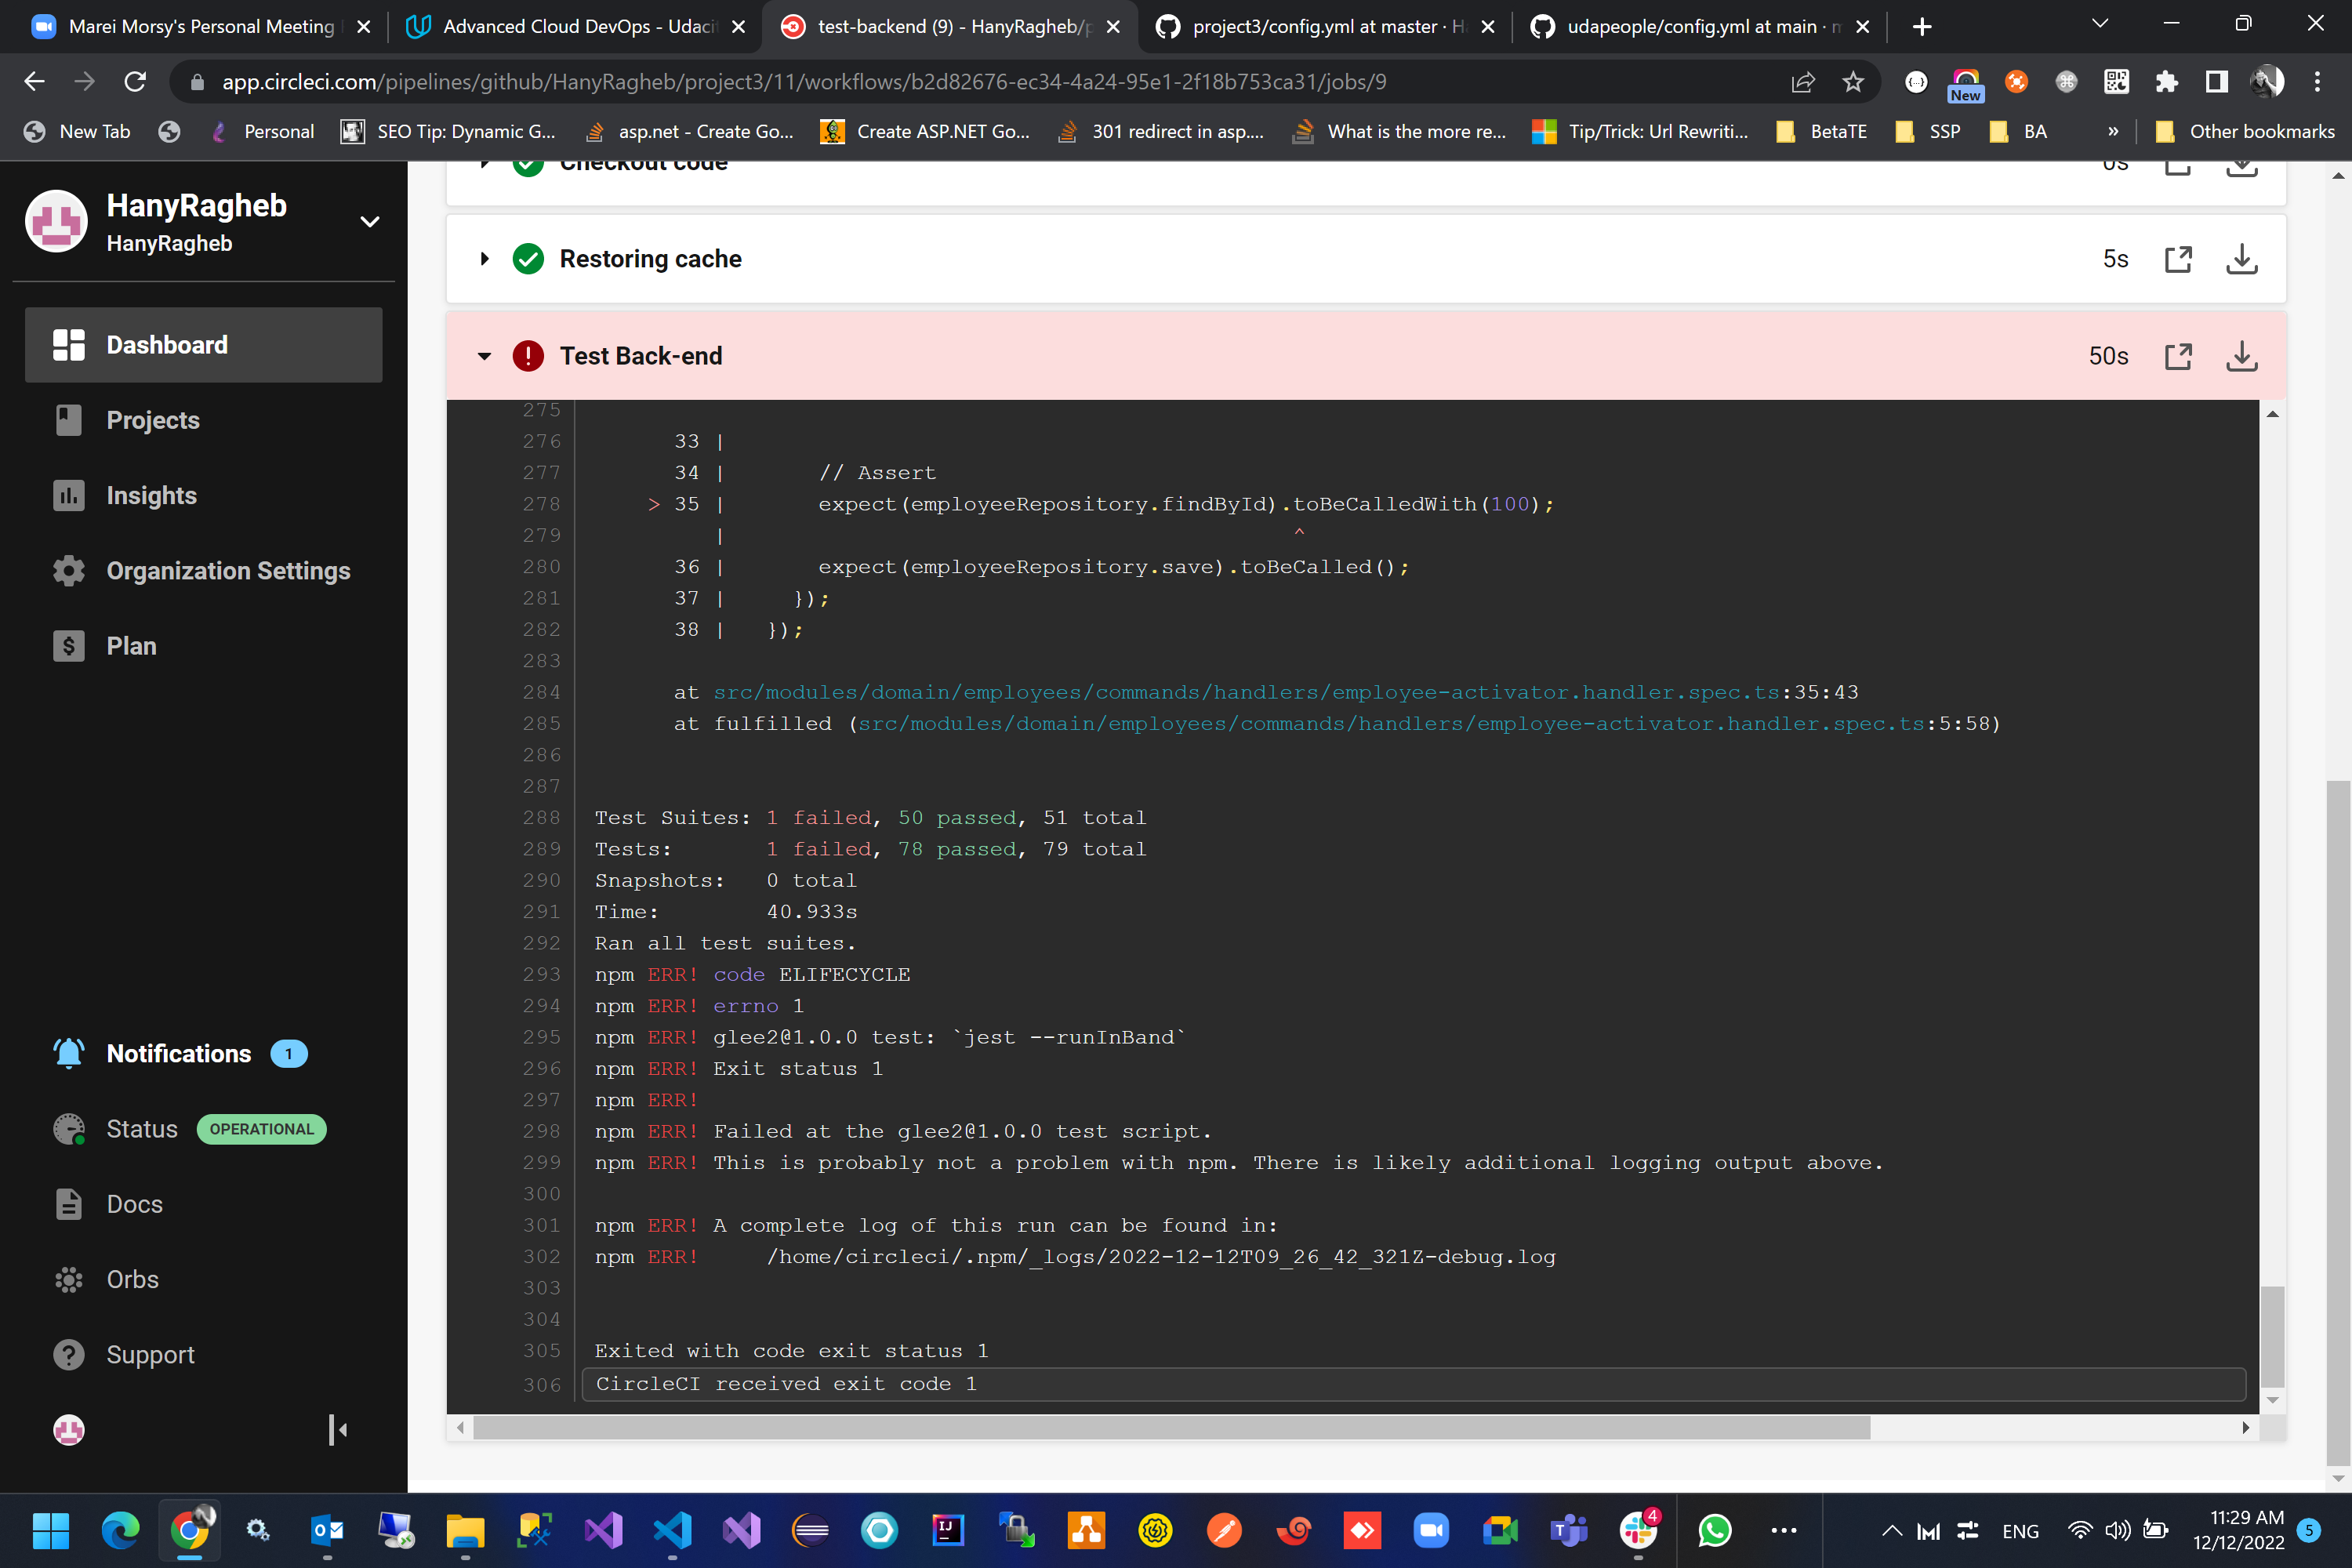 Marei Morsy's Personal Meeting
Advanced Cloud DevOps - Udaci
test-backend (9) - HanyRagheb/p
project3/config.yml at master · H
udapeople/config.yml at main · m
app.circleci.com/pipelines/github/HanyRagheb/project3/11/workflows/b2d82676-ec34-4a24-95e1-2f18b753ca31/jobs/9
New
New Tab
Personal
SEO Tip: Dynamic G...
asp.net - Create Go...
Create ASP.NET Go...
301 redirect in asp....
What is the more re...
Tip/Trick: Url Rewriti...
BetaTE
SSP
BA
»
Other bookmarks
HanyRagheb
HanyRagheb
Dashboard
Projects
Insights
Organization Settings
Plan
Notifications 1
Status OPERATIONAL
Docs
Orbs
Support
Checkout code 0s
Restoring cache 5s
Test Back-end 50s
275
276 33 |
277 34 | // Assert
278 > 35 | expect(employeeRepository.findById).toBeCalledWith(100);
279 | ^
280 36 | expect(employeeRepository.save).toBeCalled();
281 37 | });
282 38 | });
283
284 at src/modules/domain/employees/commands/handlers/employee-activator.handler.spec.ts:35:43
285 at fulfilled (src/modules/domain/employees/commands/handlers/employee-activator.handler.spec.ts:5:58)
286
287
288 Test Suites: 1 failed, 50 passed, 51 total
289 Tests: 1 failed, 78 passed, 79 total
290 Snapshots: 0 total
291 Time: 40.933s
292 Ran all test suites.
293 npm ERR! code ELIFECYCLE
294 npm ERR! errno 1
295 npm ERR! glee2@1.0.0 test: `jest --runInBand`
296 npm ERR! Exit status 1
297 npm ERR!
298 npm ERR! Failed at the glee2@1.0.0 test script.
299 npm ERR! This is probably not a problem with npm. There is likely additional logging output above.
300
301 npm ERR! A complete log of this run can be found in:
302 npm ERR! /home/circleci/.npm/_logs/2022-12-12T09_26_42_321Z-debug.log
303
304
305 Exited with code exit status 1
306 CircleCI received exit code 1
4
ENG
11:29 AM
12/12/2022
5